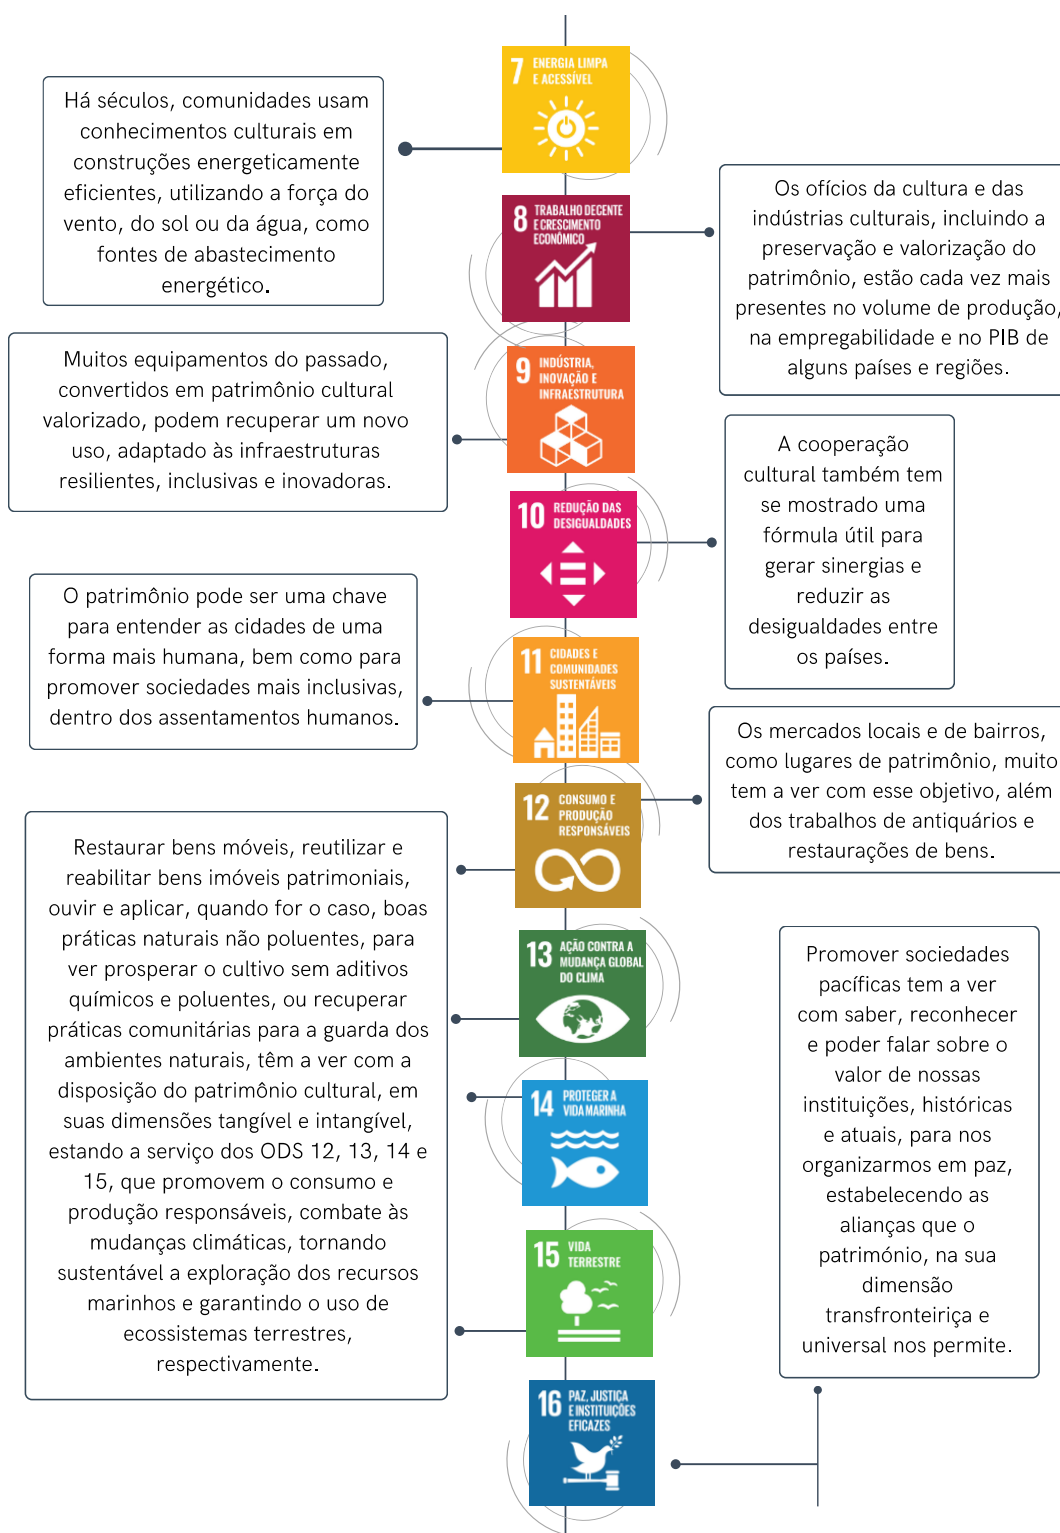 7 ENERGIA LIMPA
E ACESSÍVEL
Há séculos, comunidades usam
conhecimentos culturais em
construções energeticamente
eficientes, utilizando a força do
vento, do sol ou da água, como
fontes de abastecimento
energético.
8 TRABALHO DECENTE
E CRESCIMENTO
ECONÔMICO
Os ofícios da cultura e das
indústrias culturais, incluindo a
preservação e valorização do
patrimônio, estão cada vez mais
presentes no volume de produção,
na empregabilidade e no PIB de
alguns países e regiões.
9 INDÚSTRIA,
INOVAÇÃO E
INFRAESTRUTURA
Muitos equipamentos do passado,
convertidos em patrimônio cultural
valorizado, podem recuperar um novo
uso, adaptado às infraestruturas
resilientes, inclusivas e inovadoras.
10 REDUÇÃO DAS
DESIGUALDADES
A cooperação
cultural também tem
se mostrado uma
fórmula útil para
gerar sinergias e
reduzir as
desigualdades entre
os países.
11 CIDADES E
COMUNIDADES
SUSTENTÁVEIS
O patrimônio pode ser uma chave
para entender as cidades de uma
forma mais humana, bem como para
promover sociedades mais inclusivas,
dentro dos assentamentos humanos.
12 CONSUMO E
PRODUÇÃO
RESPONSÁVEIS
Os mercados locais e de bairros,
como lugares de patrimônio, muito
tem a ver com esse objetivo, além
dos trabalhos de antiquários e
restaurações de bens.
Restaurar bens móveis, reutilizar e
reabilitar bens imóveis patrimoniais,
ouvir e aplicar, quando for o caso, boas
práticas naturais não poluentes, para
ver prosperar o cultivo sem aditivos
químicos e poluentes, ou recuperar
práticas comunitárias para a guarda dos
ambientes naturais, têm a ver com a
disposição do patrimônio cultural, em
suas dimensões tangível e intangível,
estando a serviço dos ODS 12, 13, 14 e
15, que promovem o consumo e
produção responsáveis, combate às
mudanças climáticas, tornando
sustentável a exploração dos recursos
marinhos e garantindo o uso de
ecossistemas terrestres,
respectivamente.
13 AÇÃO CONTRA A
MUDANÇA GLOBAL
DO CLIMA
14 PROTEGER A
VIDA MARINHA
15 VIDA
TERRESTRE
16 PAZ, JUSTIÇA
E INSTITUIÇÕES
EFICAZES
Promover sociedades
pacíficas tem a ver
com saber, reconhecer
e poder falar sobre o
valor de nossas
instituições, históricas
e atuais, para nos
organizarmos em paz,
estabelecendo as
alianças que o
património, na sua
dimensão
transfronteiriça e
universal nos permite.